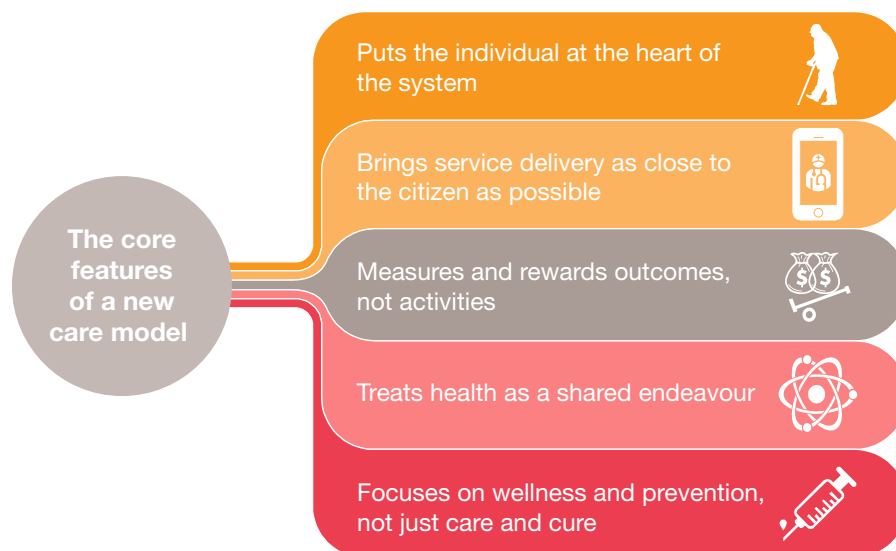 The core
features
of a new
care model
Puts the individual at the heart of
the system
Brings service delivery as close to
the citizen as possible
Measures and rewards outcomes,
not activities
$ $
Treats health as a shared endeavour
Focuses on wellness and prevention,
not just care and cure